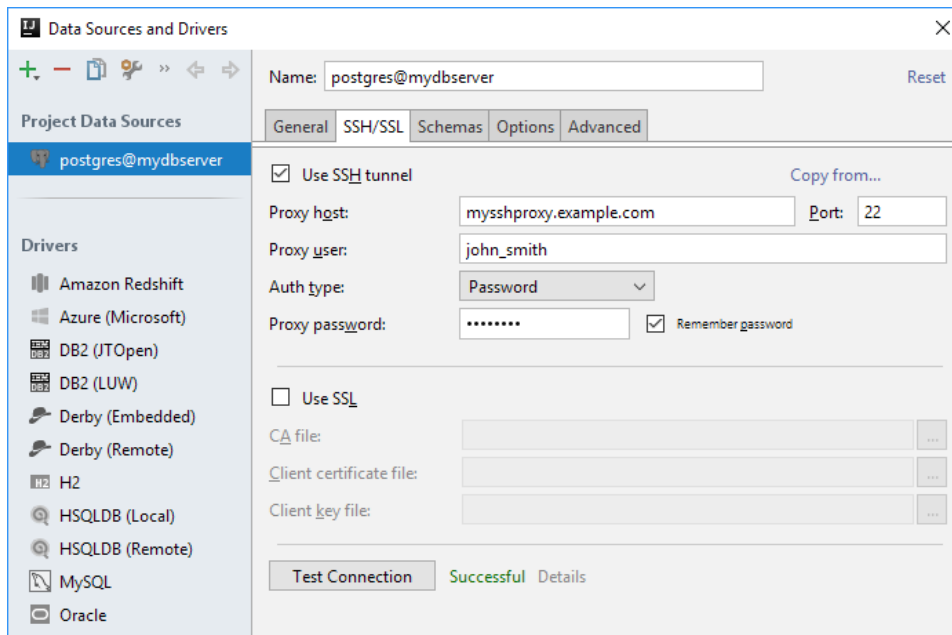 Data Sources and Drivers
Name: postgres@mydbserver Reset
Project Data Sources
postgres@mydbserver
Drivers
Amazon Redshift
Azure (Microsoft)
DB2 (JTOpen)
DB2 (LUW)
Derby (Embedded)
Derby (Remote)
H2
HSQLDB (Local)
HSQLDB (Remote)
MySQL
Oracle
General SSH/SSL Schemas Options Advanced
Use SSH tunnel Copy from...
Proxy host: mysshproxy.example.com Port: 22
Proxy user: john_smith
Auth type: Password
Proxy password: •••••••• Remember password
Use SSL
CA file: ...
Client certificate file: ...
Client key file: ...
Test Connection Successful Details